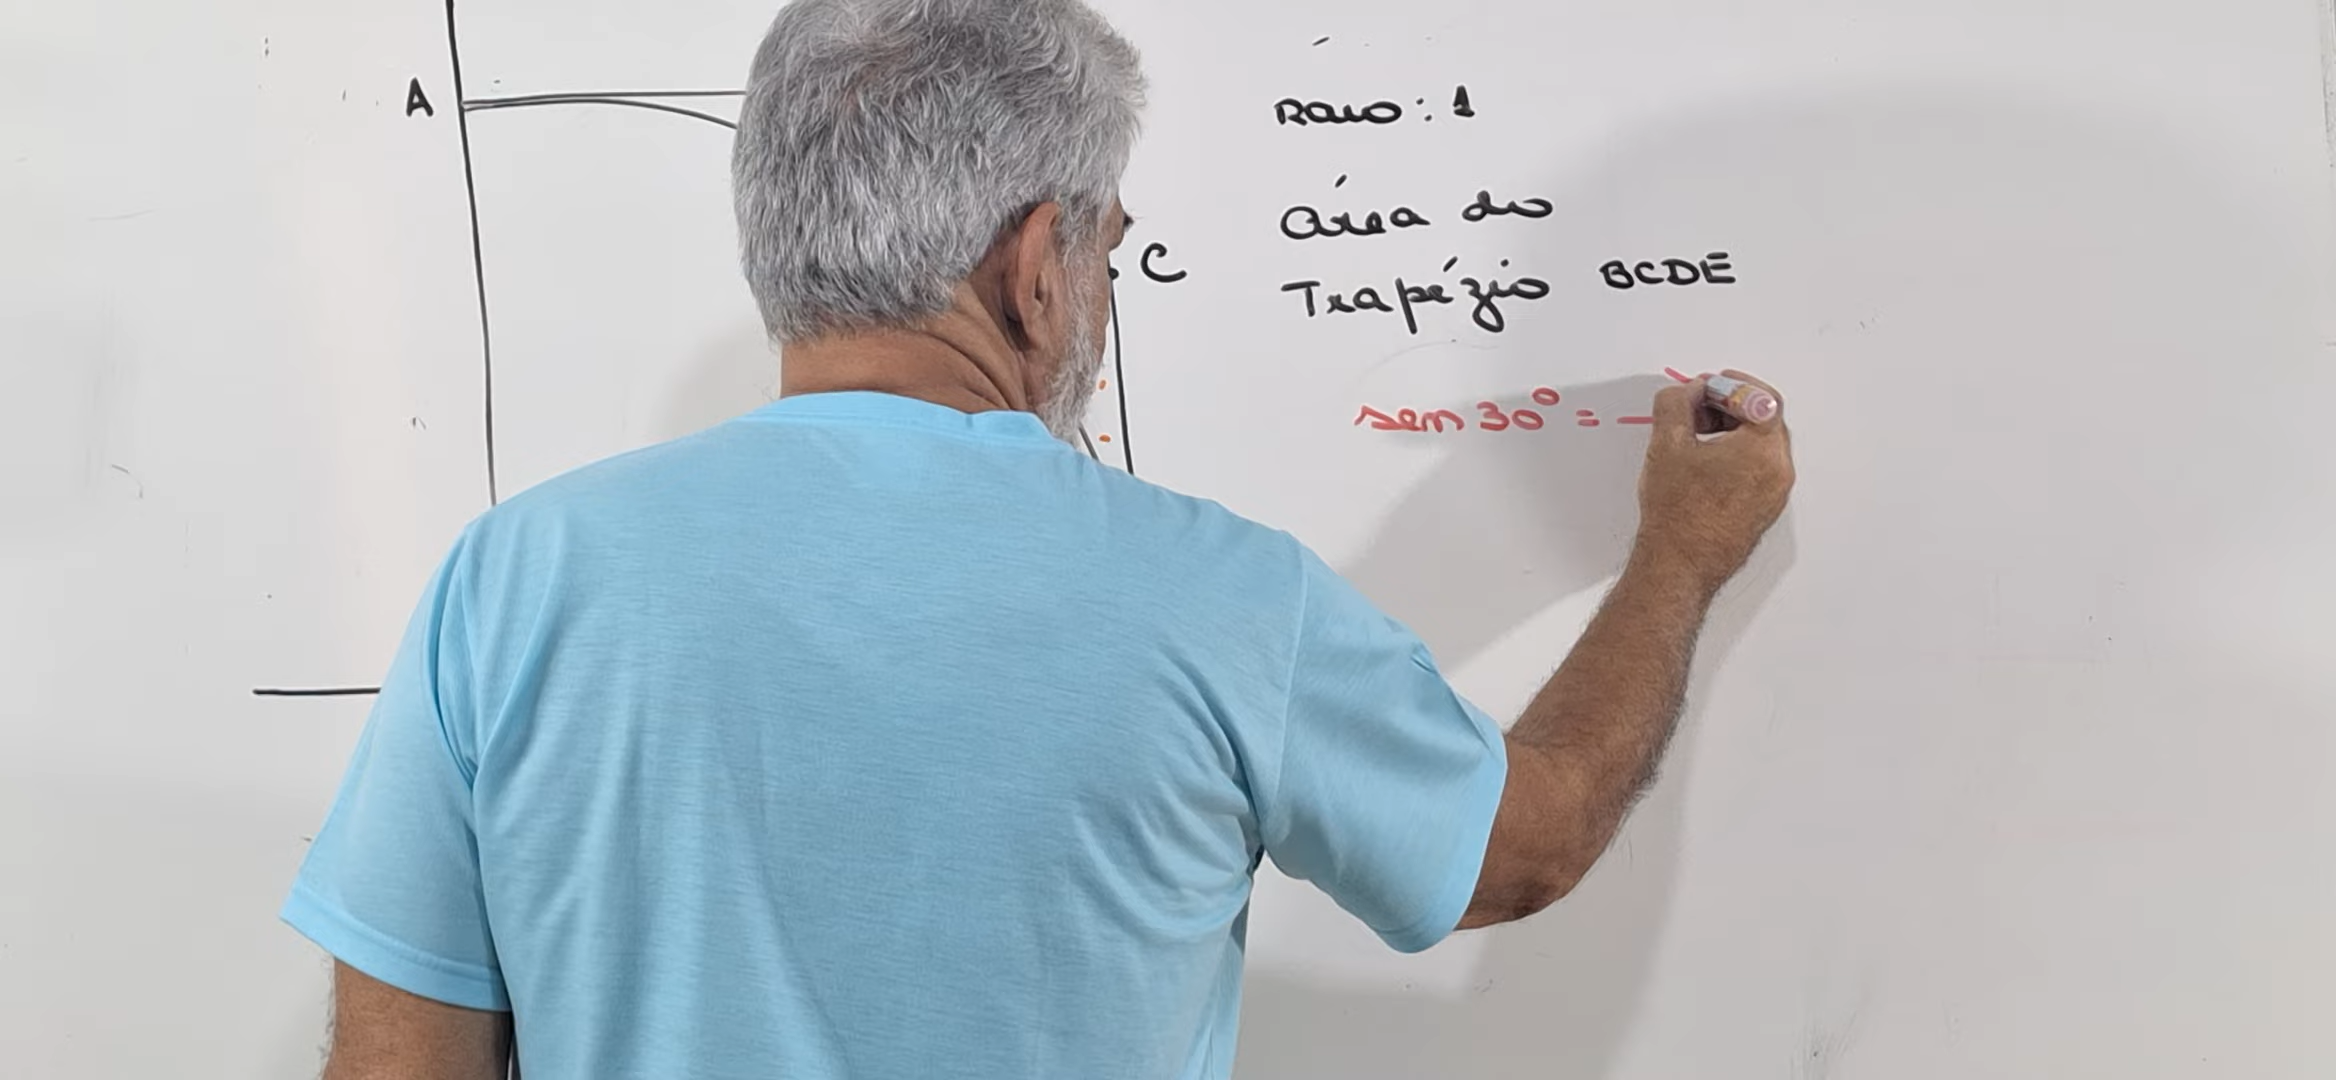 A
Raio: 1
C
área do
Trapézio BCDE
sen 30° =